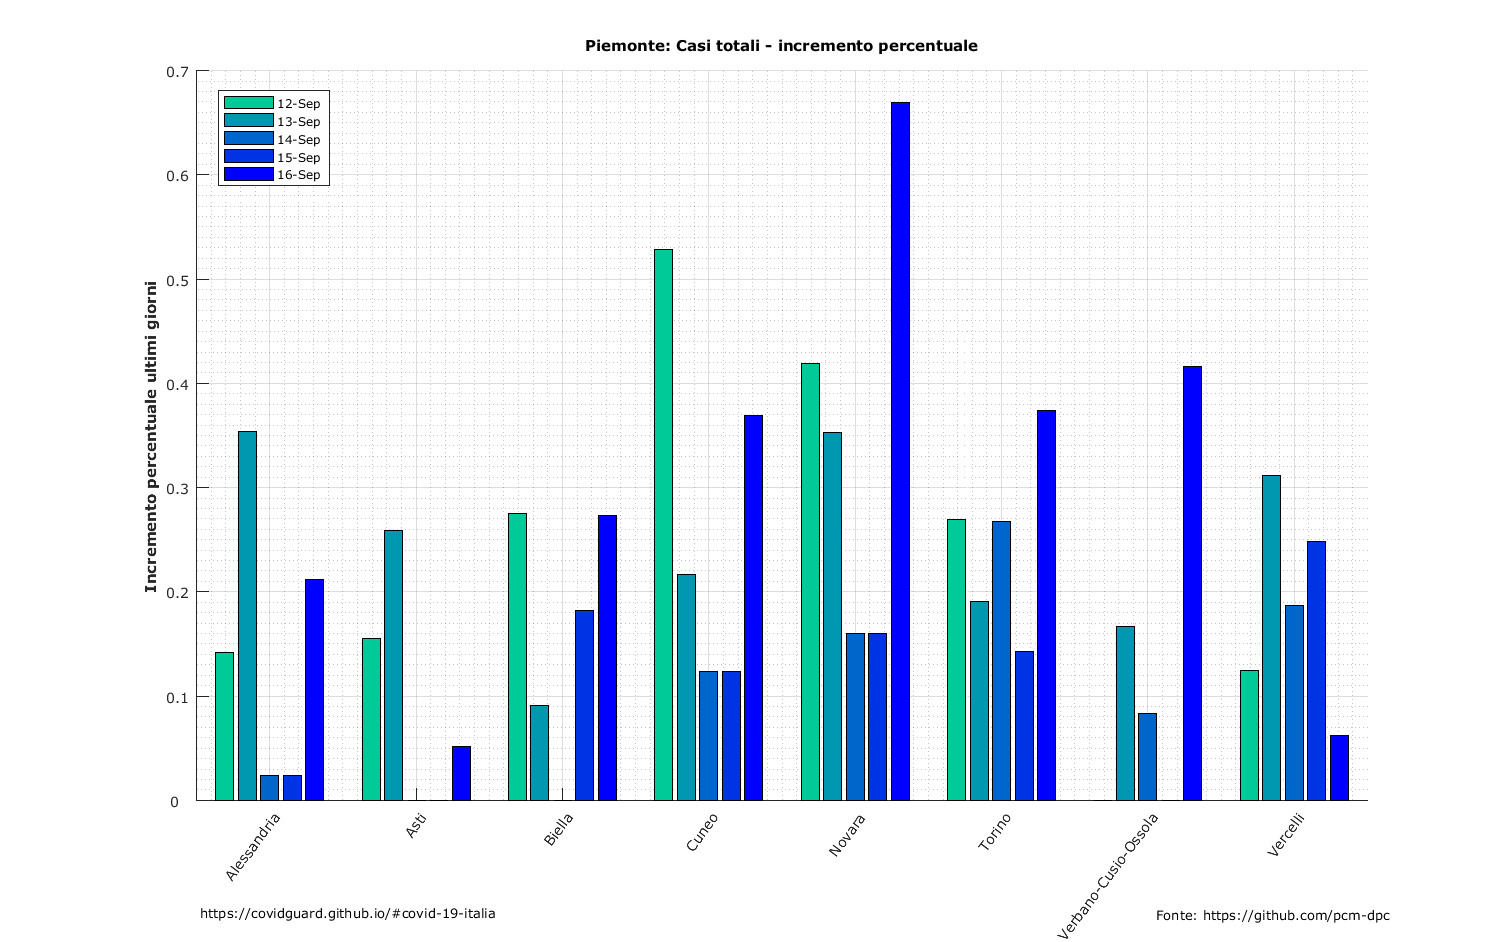 Piemonte: Casi totali - incremento percentuale
Incremento percentuale ultimi giorni
0.7
0.6
0.5
0.4
0.3
0.2
0.1
0
12-Sep
13-Sep
14-Sep
15-Sep
16-Sep
Alessandria
Asti
Biella
Cuneo
Novara
Torino
Verbano-Cusio-Ossola
Vercelli
https://covidguard.github.io/#covid-19-italia
Fonte: https://github.com/pcm-dpc